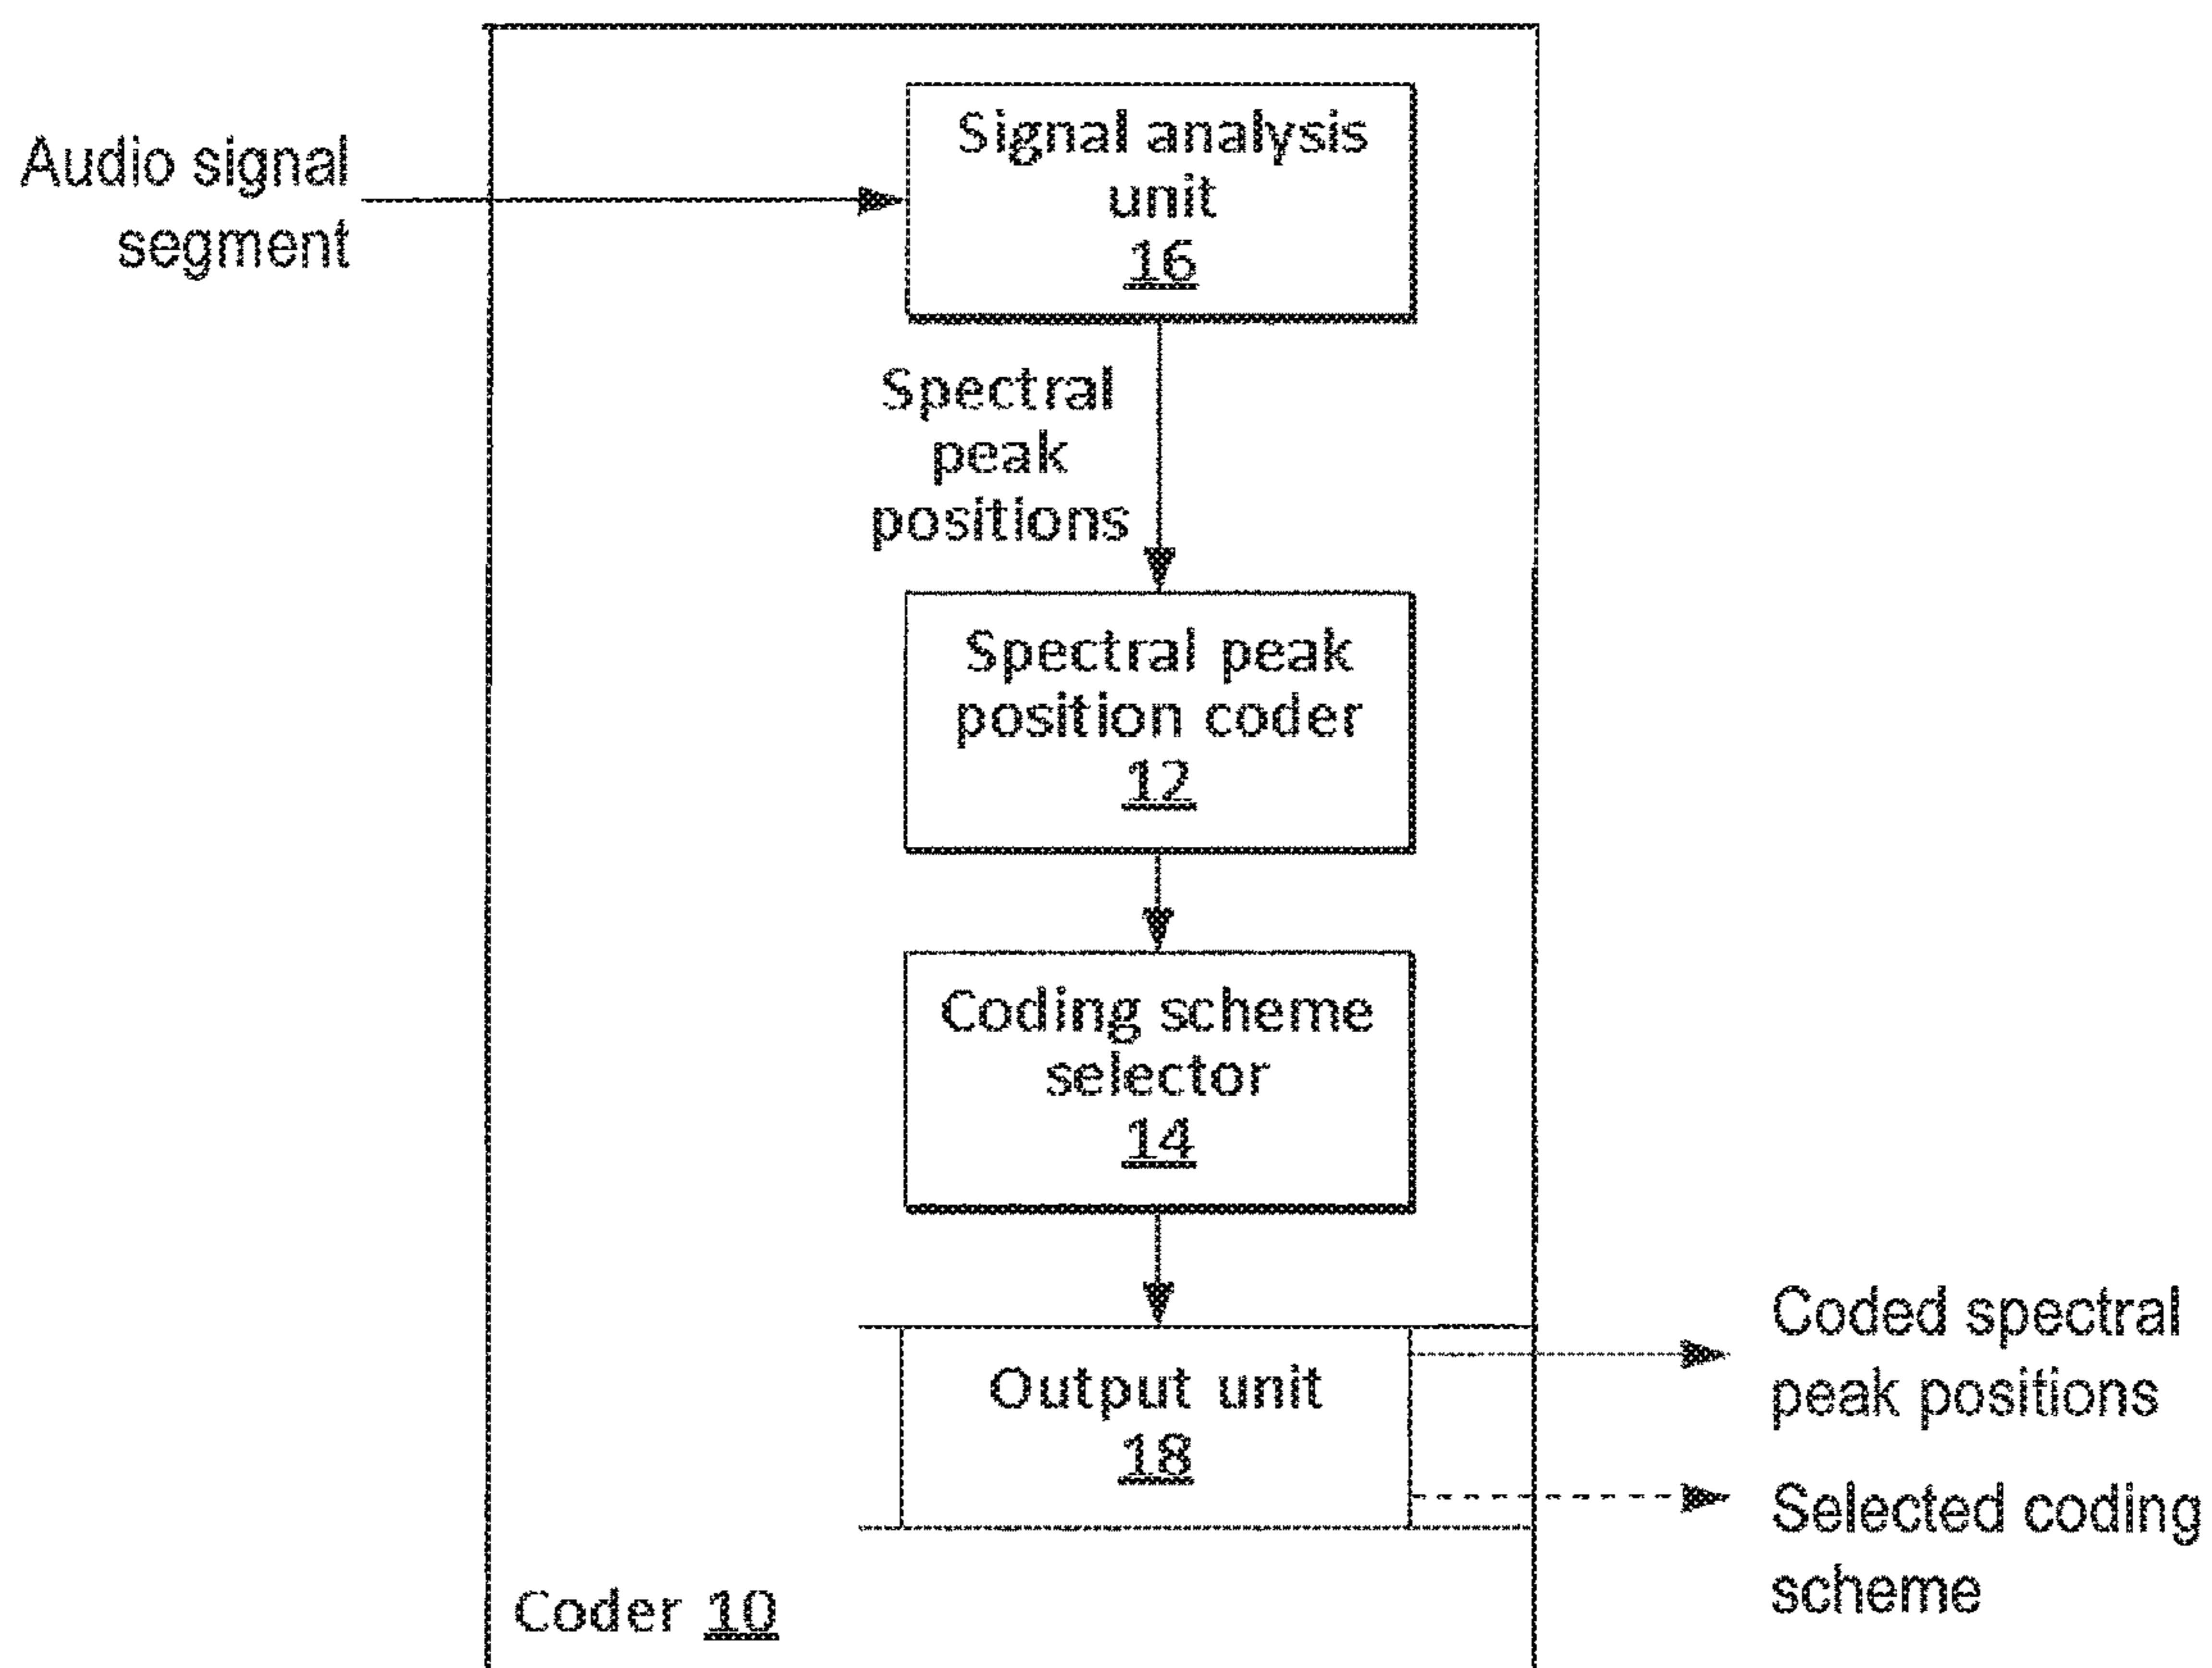 Audio signal
segment
Signal analysis
unit
16
Spectral
peak
positions
Spectral peak
position coder
12
Coding scheme
selector
14
Output unit
18
Coded spectral
peak positions
Selected coding
scheme
Coder 10